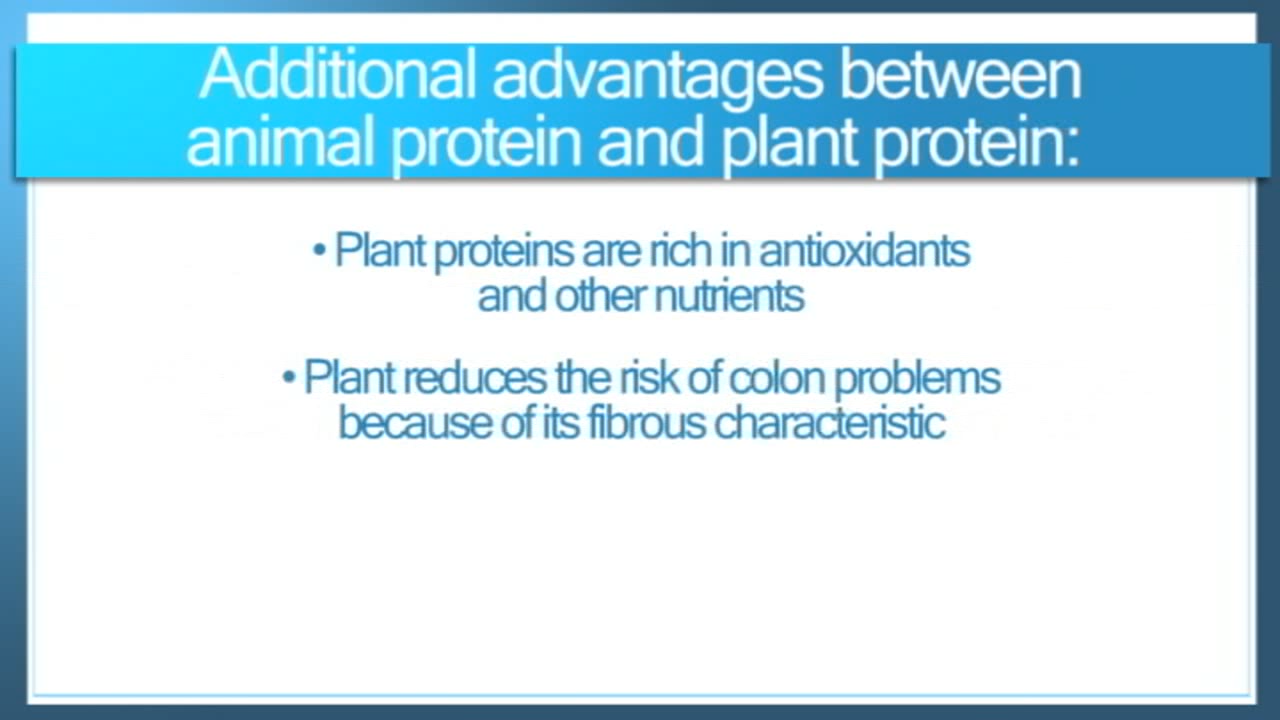 Additional advantages between
animal protein and plant protein:
• Plant proteins are rich in antioxidants
and other nutrients
• Plant reduces the risk of colon problems
because of its fibrous characteristic